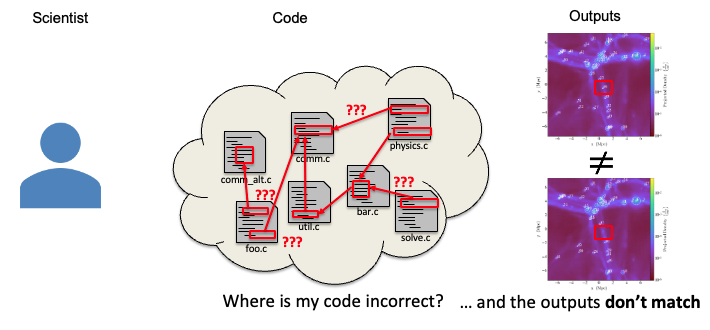 Scientist
Code
Outputs
???
physics.c
comm.c
comm_alt.c
???
???
bar.c
util.c
solve.c
foo.c
???
≠
Where is my code incorrect?
... and the outputs don't match